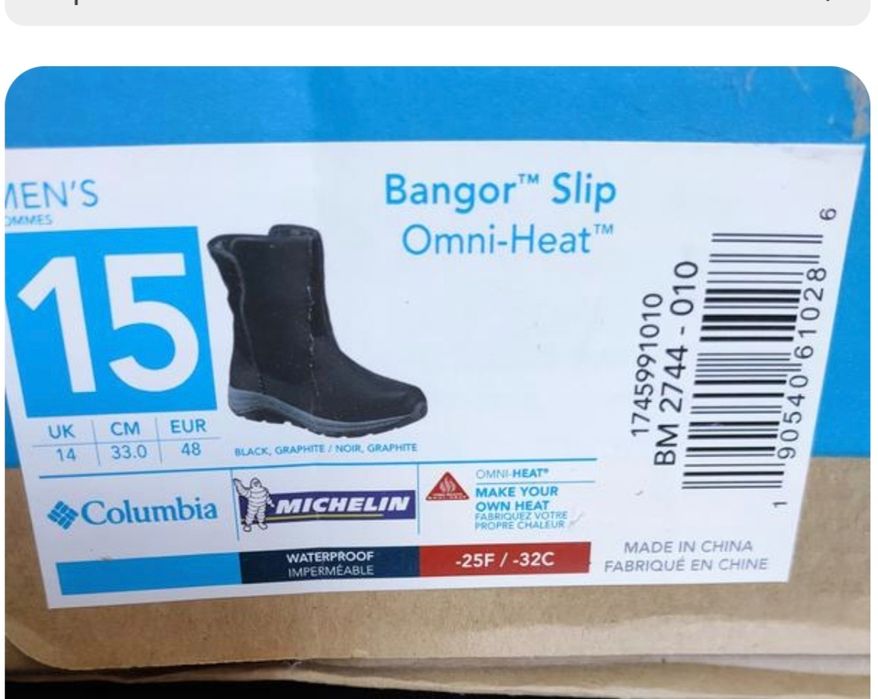 MEN'S
HOMMES
Bangor™ Slip
Omni-Heat™
15
UK CM EUR
14 33.0 48
BLACK, GRAPHITE / NOIR, GRAPHITE
1745991010
BM 2744 - 010
1 90540 61028 6
Columbia
MICHELIN
OMNI-HEAT®
MAKE YOUR
OWN HEAT
FABRIQUEZ VOTRE
PROPRE CHALEUR
WATERPROOF
IMPERMÉABLE
-25F / -32C
MADE IN CHINA
FABRIQUÉ EN CHINE